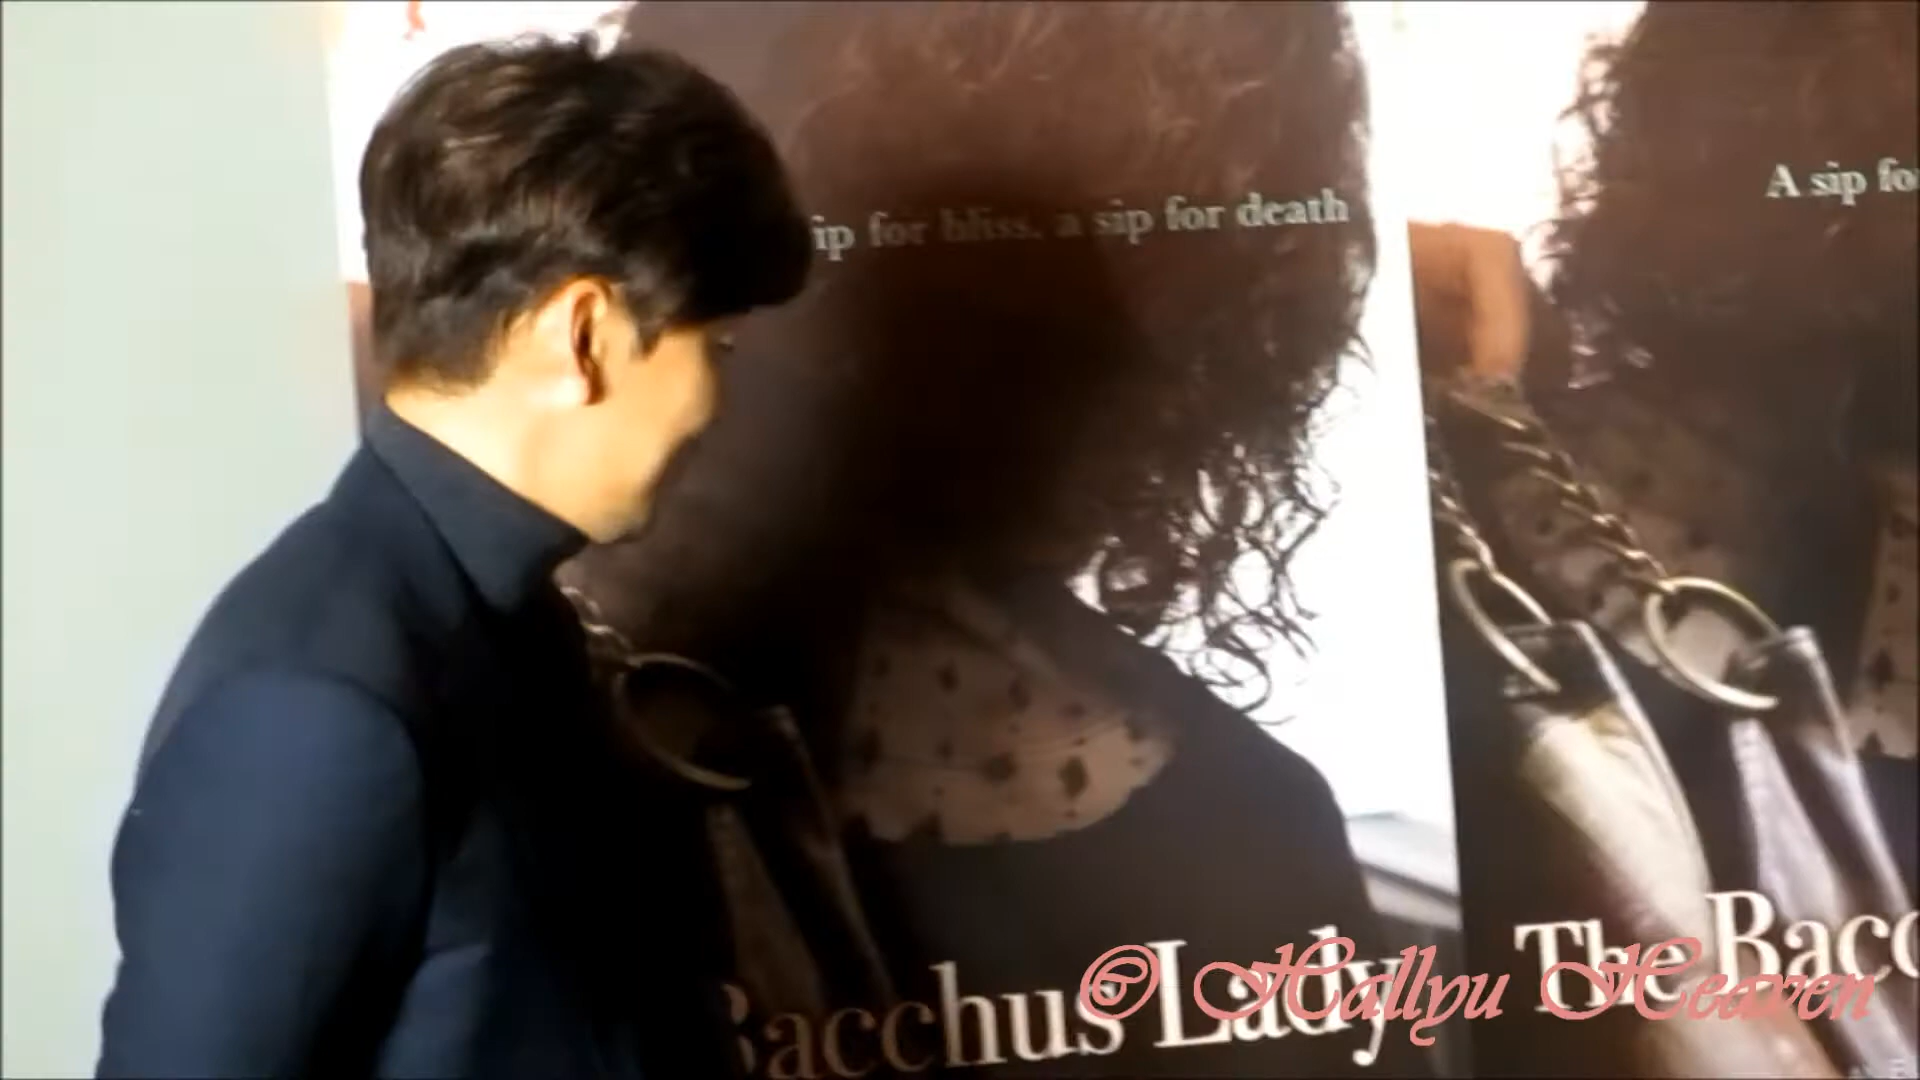 ip for bliss, a sip for death
A sip fo
Bacchus Lady
The Bacc
© Hallyu Heaven